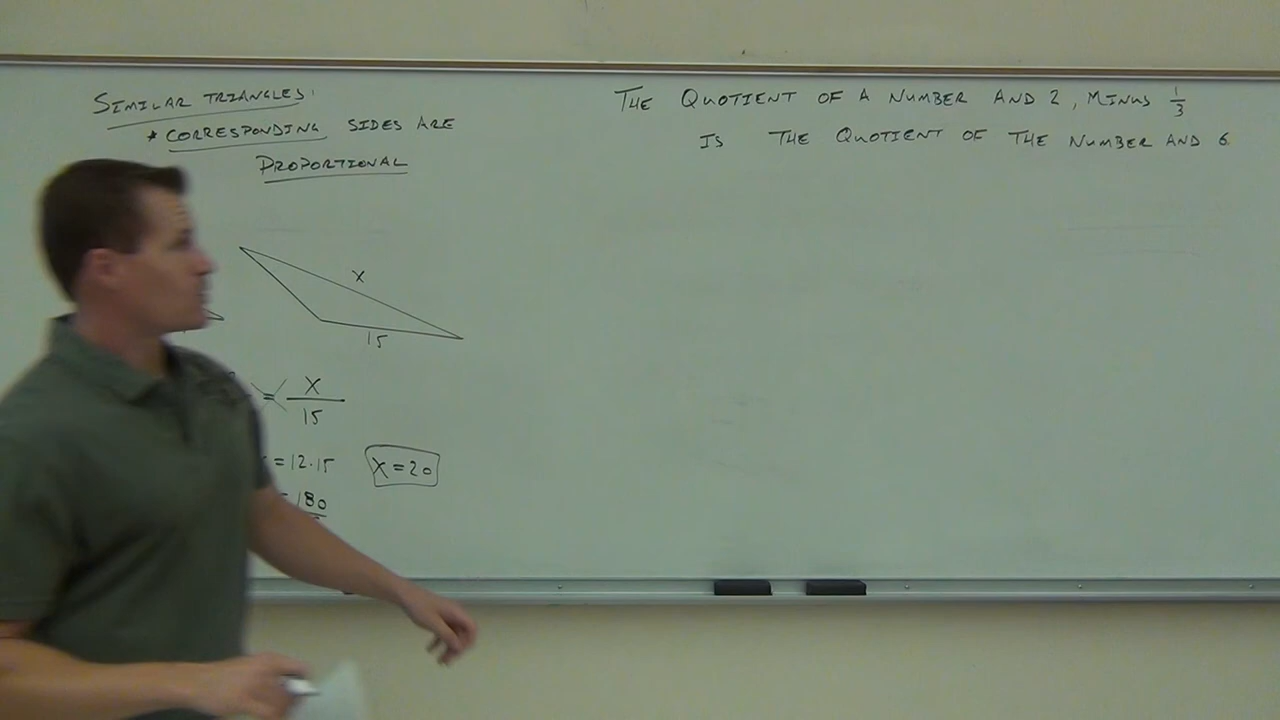 SIMILAR TRIANGLES:
* CORRESPONDING SIDES ARE
PROPORTIONAL
X
15
= X/15
= 12·15
X = 20
= 180
THE QUOTIENT OF A NUMBER AND 2, MINUS 1/3
IS THE QUOTIENT OF THE NUMBER AND 6